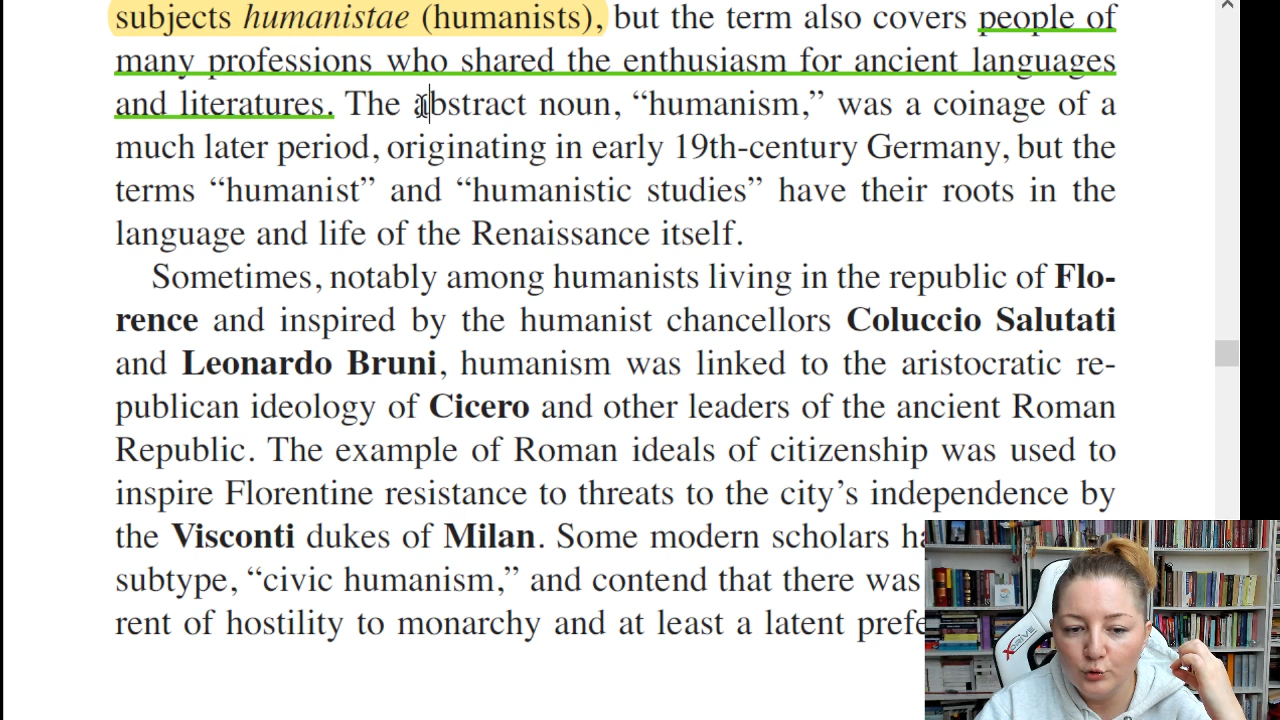 subjects humanistae (humanists), but the term also covers people of
many professions who shared the enthusiasm for ancient languages
and literatures. The abstract noun, “humanism,” was a coinage of a
much later period, originating in early 19th-century Germany, but the
terms “humanist” and “humanistic studies” have their roots in the
language and life of the Renaissance itself.
Sometimes, notably among humanists living in the republic of Flo-
rence and inspired by the humanist chancellors Coluccio Salutati
and Leonardo Bruni, humanism was linked to the aristocratic re-
publican ideology of Cicero and other leaders of the ancient Roman
Republic. The example of Roman ideals of citizenship was used to
inspire Florentine resistance to threats to the city’s independence by
the Visconti dukes of Milan. Some modern scholars
subtype, “civic humanism,” and contend that there was
rent of hostility to monarchy and at least a latent
XDRIVE